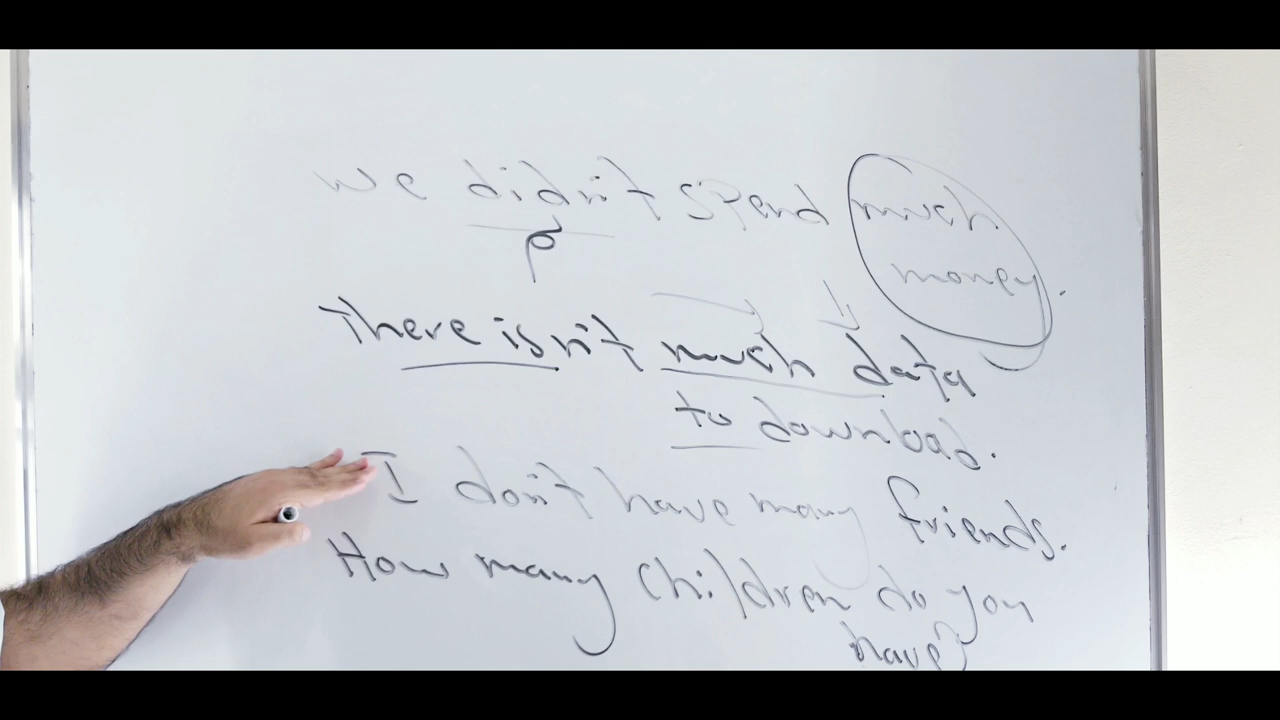 we didn't spend much
money.
There isn't much data
to download.
I don't have many friends.
How many children do you
have?